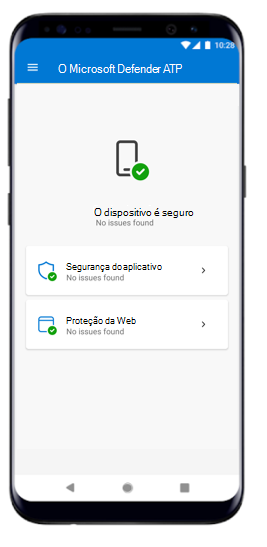 10:28
O Microsoft Defender ATP
O dispositivo é seguro
No issues found
Segurança do aplicativo
No issues found
Proteção da Web
No issues found